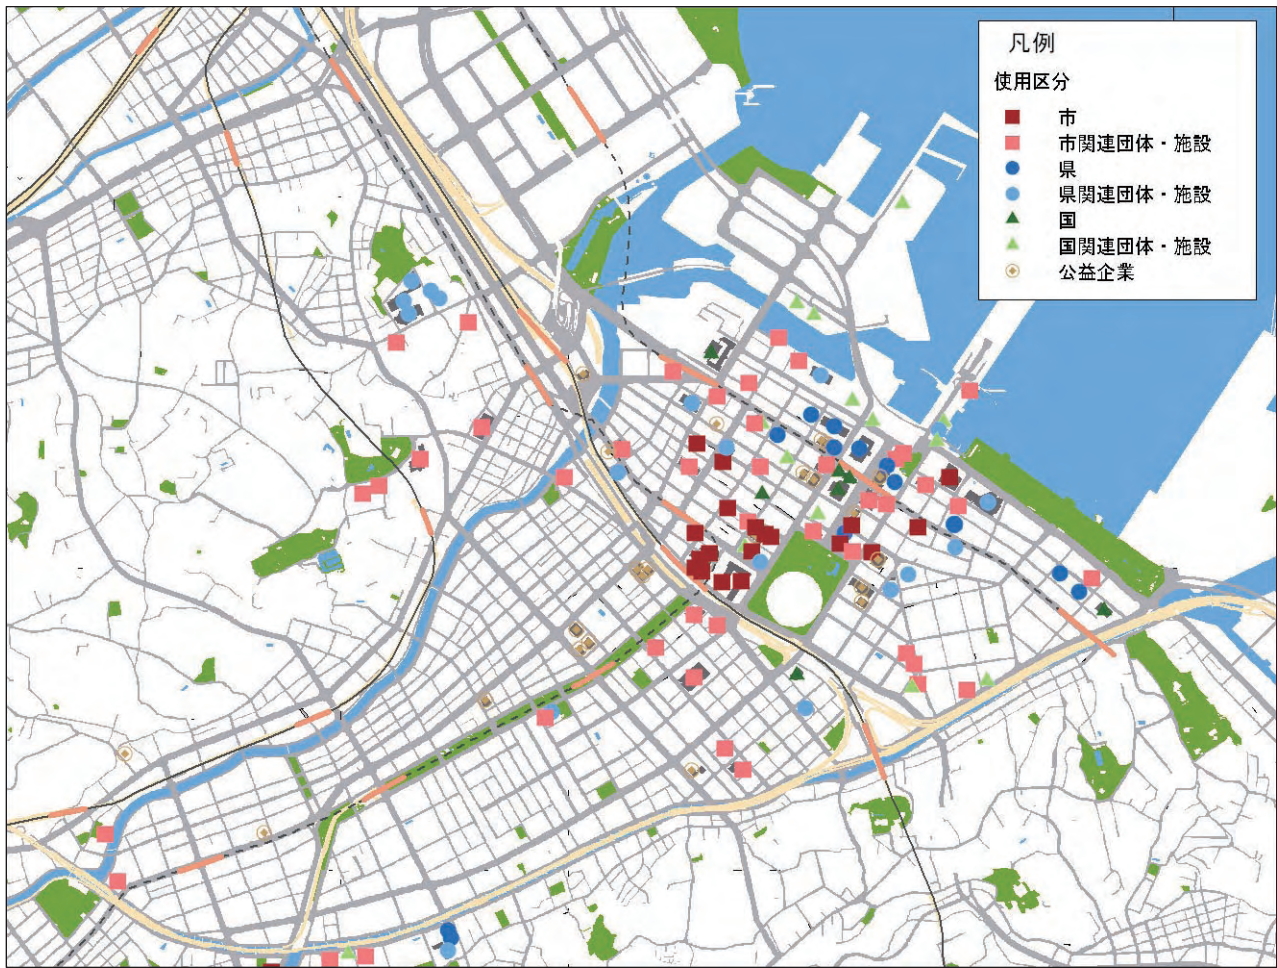 凡例
使用区分
市
市関連団体・施設
県
県関連団体・施設
国
国関連団体・施設
公益企業